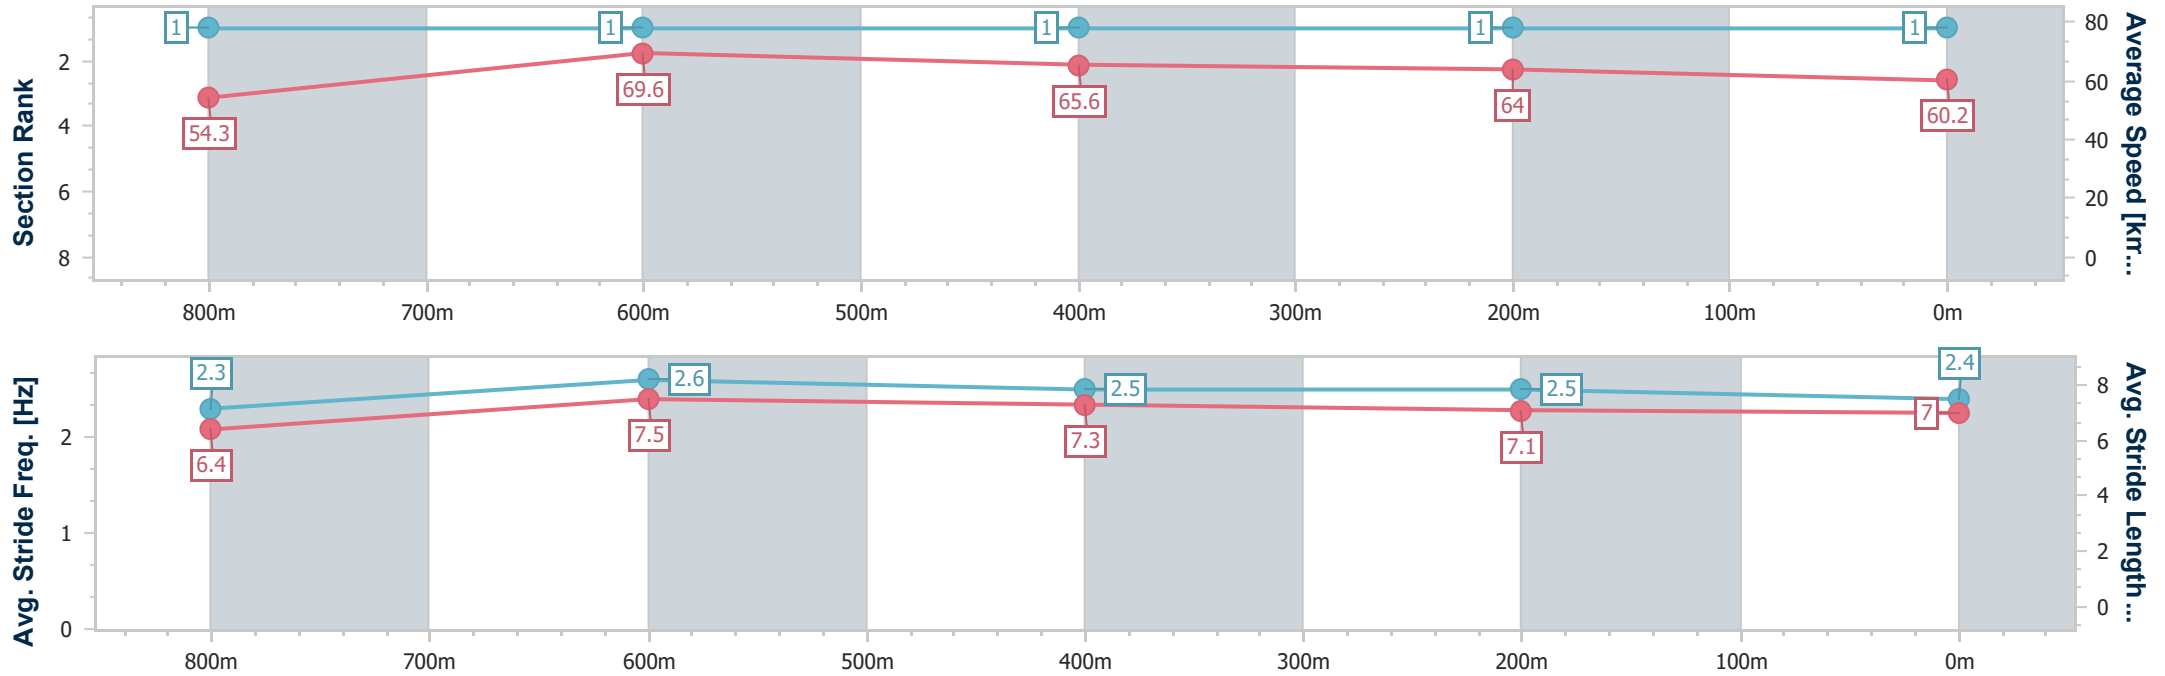 Section Rank
2
4
6
8
1
1
1
1
1
54.3
69.6
65.6
64
60.2
80
60
40
20
0
Average Speed [km...
800m
700m
600m
500m
400m
300m
200m
100m
0m
Avg. Stride Freq. [Hz]
2
1
0
2.3
2.6
2.5
2.5
2.4
6.4
7.5
7.3
7.1
7
8
6
4
2
0
Avg. Stride Length...
800m
700m
600m
500m
400m
300m
200m
100m
0m